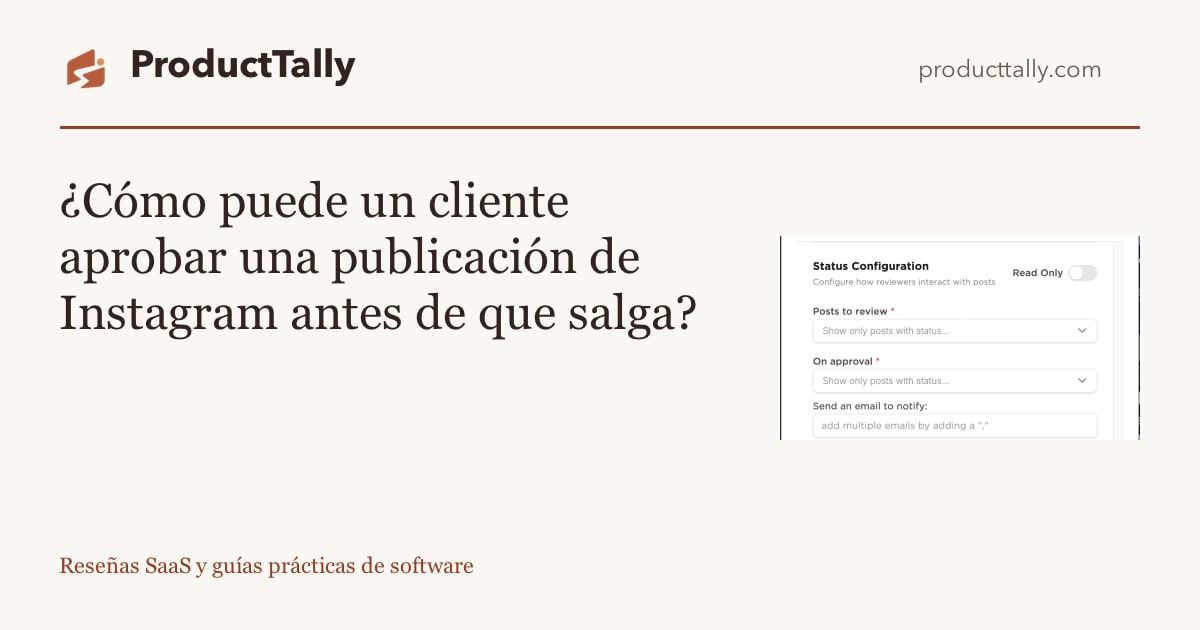 ProductTally
producttally.com
¿Cómo puede un cliente
aprobar una publicación de
Instagram antes de que salga?
Status Configuration
Configure how reviewers interact with posts
Read Only
Posts to review *
Show only posts with status...
On approval *
Show only posts with status...
Send an email to notify:
add multiple emails by adding a ","
Reseñas SaaS y guías prácticas de software